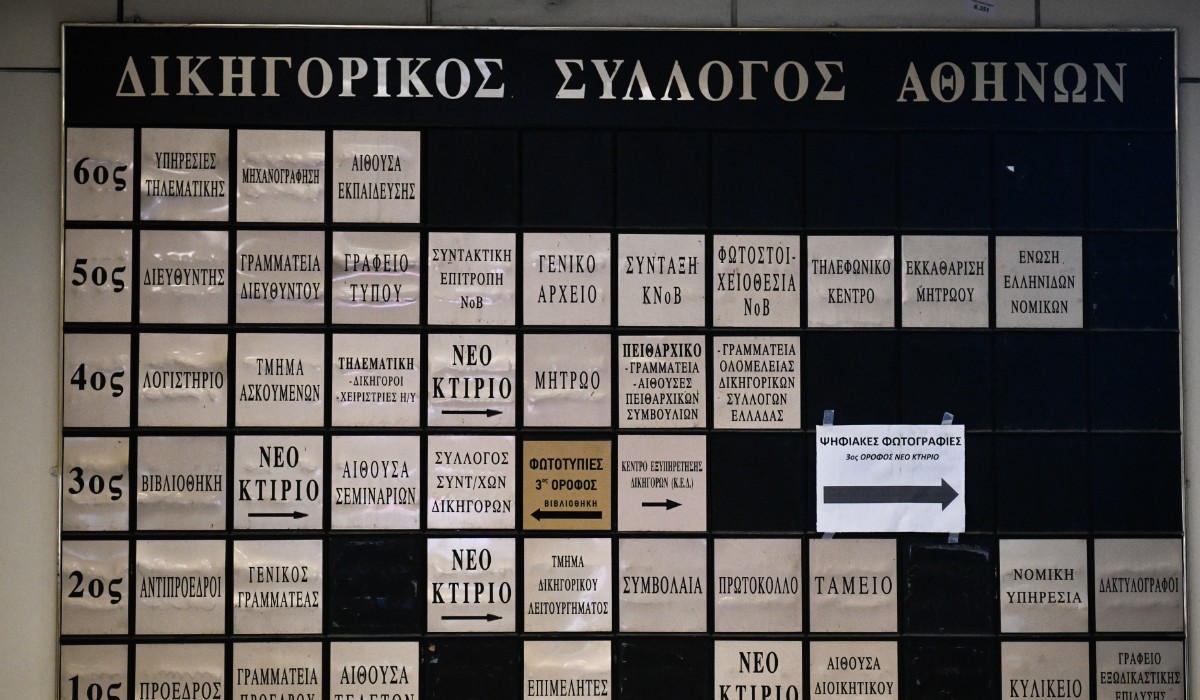 ΔΙΚΗΓΟΡΙΚΟΣ ΣΥΛΛΟΓΟΣ ΑΘΗΝΩΝ
6ος
ΥΠΗΡΕΣΙΕΣ
ΤΗΛΕΜΑΤΙΚΗΣ
ΜΗΧΑΝΟΓΡΑΦΗΣΗ
ΑΙΘΟΥΣΑ
ΕΚΠΑΙΔΕΥΣΗΣ
5ος
ΔΙΕΥΘΥΝΤΗΣ
ΓΡΑΜΜΑΤΕΙΑ
ΔΙΕΥΘΥΝΤΟΥ
ΓΡΑΦΕΙΟ
ΤΥΠΟΥ
ΣΥΝΤΑΚΤΙΚΗ
ΕΠΙΤΡΟΠΗ
ΝοΒ
ΓΕΝΙΚΟ
ΑΡΧΕΙΟ
ΣΥΝΤΑΞΗ
ΚΝοΒ
ΦΩΤΟΣΤΟΙ-
ΧΕΙΟΘΕΣΙΑ
ΝοΒ
ΤΗΛΕΦΩΝΙΚΟ
ΚΕΝΤΡΟ
ΕΚΚΑΘΑΡΙΣΗ
ΜΗΤΡΩΟΥ
ΕΝΩΣΗ
ΕΛΛΗΝΙΔΩΝ
ΝΟΜΙΚΩΝ
4ος
ΛΟΓΙΣΤΗΡΙΟ
ΤΜΗΜΑ
ΑΣΚΟΥΜΕΝΩΝ
ΤΗΛΕΜΑΤΙΚΗ
-ΔΙΚΗΓΟΡΟΙ
-ΧΕΙΡΙΣΤΡΙΕΣ Η/Υ
ΝΕΟ
ΚΤΙΡΙΟ
ΜΗΤΡΩΟ
ΠΕΙΘΑΡΧΙΚΟ
-ΓΡΑΜΜΑΤΕΙΑ
-ΑΙΘΟΥΣΕΣ
ΠΕΙΘΑΡΧΙΚΩΝ
ΣΥΜΒΟΥΛΙΩΝ
-ΓΡΑΜΜΑΤΕΙΑ
ΟΛΟΜΕΛΕΙΑΣ
ΔΙΚΗΓΟΡΙΚΩΝ
ΣΥΛΛΟΓΩΝ
ΕΛΛΑΔΑΣ
3ος
ΒΙΒΛΙΟΘΗΚΗ
ΝΕΟ
ΚΤΙΡΙΟ
ΑΙΘΟΥΣΑ
ΣΕΜΙΝΑΡΙΩΝ
ΣΥΛΛΟΓΟΣ
ΣΥΝΤ/ΧΩΝ
ΔΙΚΗΓΟΡΩΝ
ΦΩΤΟΤΥΠΙΕΣ
3ος ΟΡΟΦΟΣ
ΒΙΒΛΙΟΘΗΚΗ
ΚΕΝΤΡΟ ΕΞΥΠΗΡΕΤΗΣΗΣ
ΔΙΚΗΓΟΡΩΝ (Κ.Ε.Δ.)
ΨΗΦΙΑΚΕΣ ΦΩΤΟΓΡΑΦΙΕΣ
3ος ΟΡΟΦΟΣ ΝΕΟ ΚΤΗΡΙΟ
2ος
ΑΝΤΙΠΡΟΕΔΡΟΙ
ΓΕΝΙΚΟΣ
ΓΡΑΜΜΑΤΕΑΣ
ΝΕΟ
ΚΤΙΡΙΟ
ΤΜΗΜΑ
ΔΙΚΗΓΟΡΙΚΟΥ
ΛΕΙΤΟΥΡΓΗΜΑΤΟΣ
ΣΥΜΒΟΛΑΙΑ
ΠΡΩΤΟΚΟΛΛΟ
ΤΑΜΕΙΟ
ΝΟΜΙΚΗ
ΥΠΗΡΕΣΙΑ
ΔΑΚΤΥΛΟΓΡΑΦΟΙ
1ος
ΠΡΟΕΔΡΟΣ
ΓΡΑΜΜΑΤΕΙΑ
ΠΡΟΕΔΡΟΥ
ΑΙΘΟΥΣΑ
ΤΕΛΕΤΩΝ
ΕΠΙΜΕΛΗΤΕΣ
ΝΕΟ
ΚΤΙΡΙΟ
ΑΙΘΟΥΣΑ
ΔΙΟΙΚΗΤΙΚΟΥ
ΚΥΛΙΚΕΙΟ
ΓΡΑΦΕΙΟ
ΕΞΩΔΙΚΑΣΤΙΚΗΣ